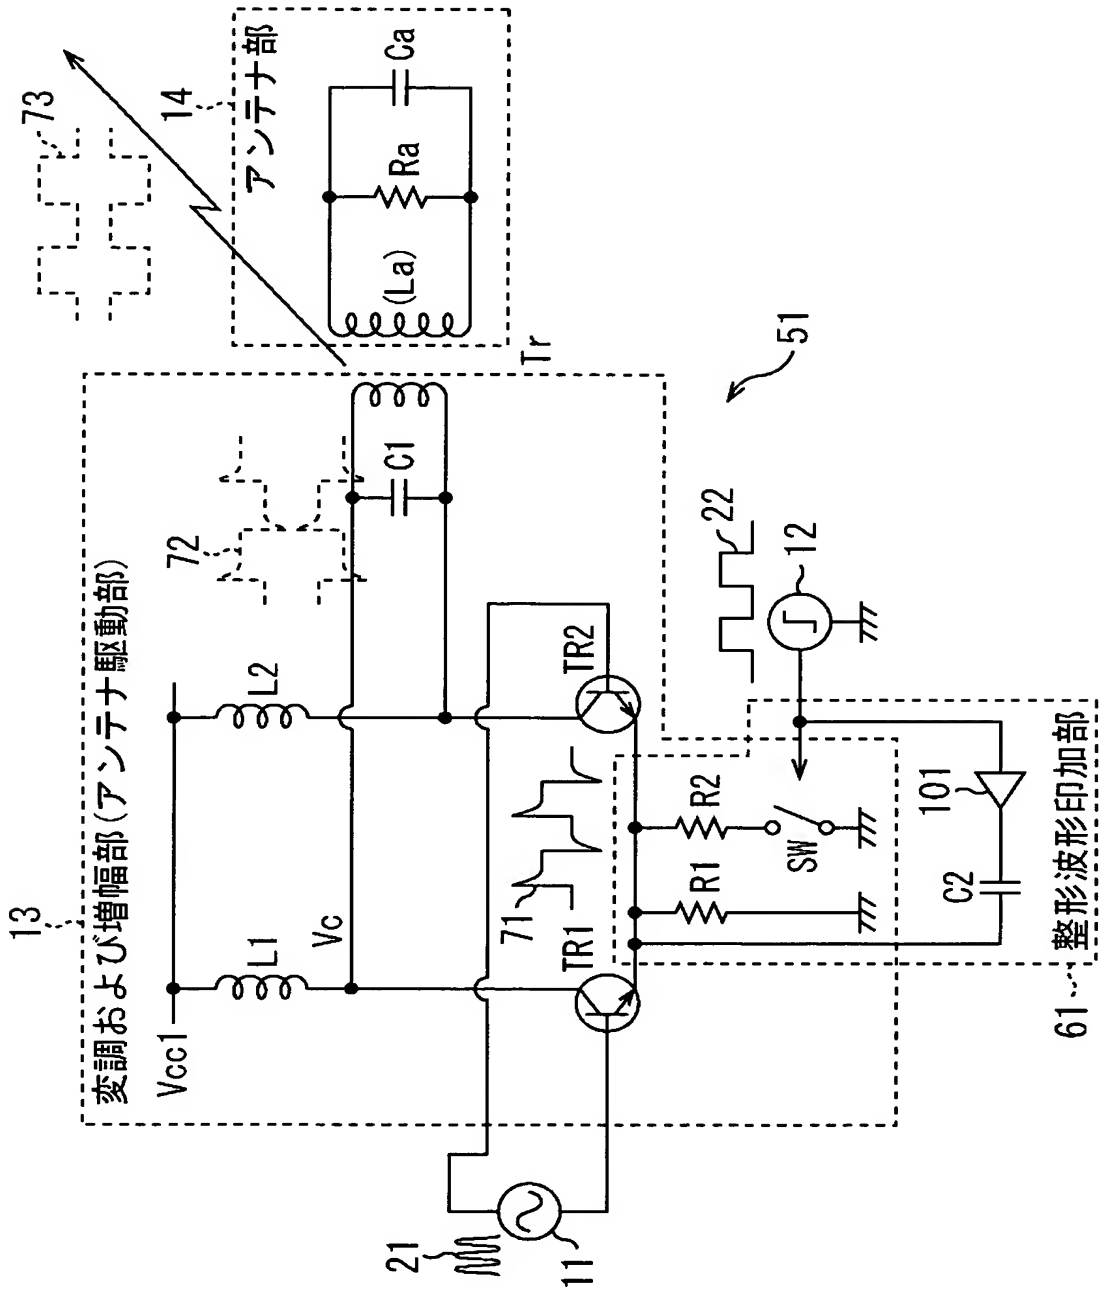 13
変調および増幅部(アンテナ駆動部)
Vcc1
L1
L2
Vc
72
73
14
アンテナ部
Ca
Ra
(La)
C1
Tr
21
11
TR1
TR2
71
R1
R2
SW
22
12
51
101
C2
整形波形印加部
61